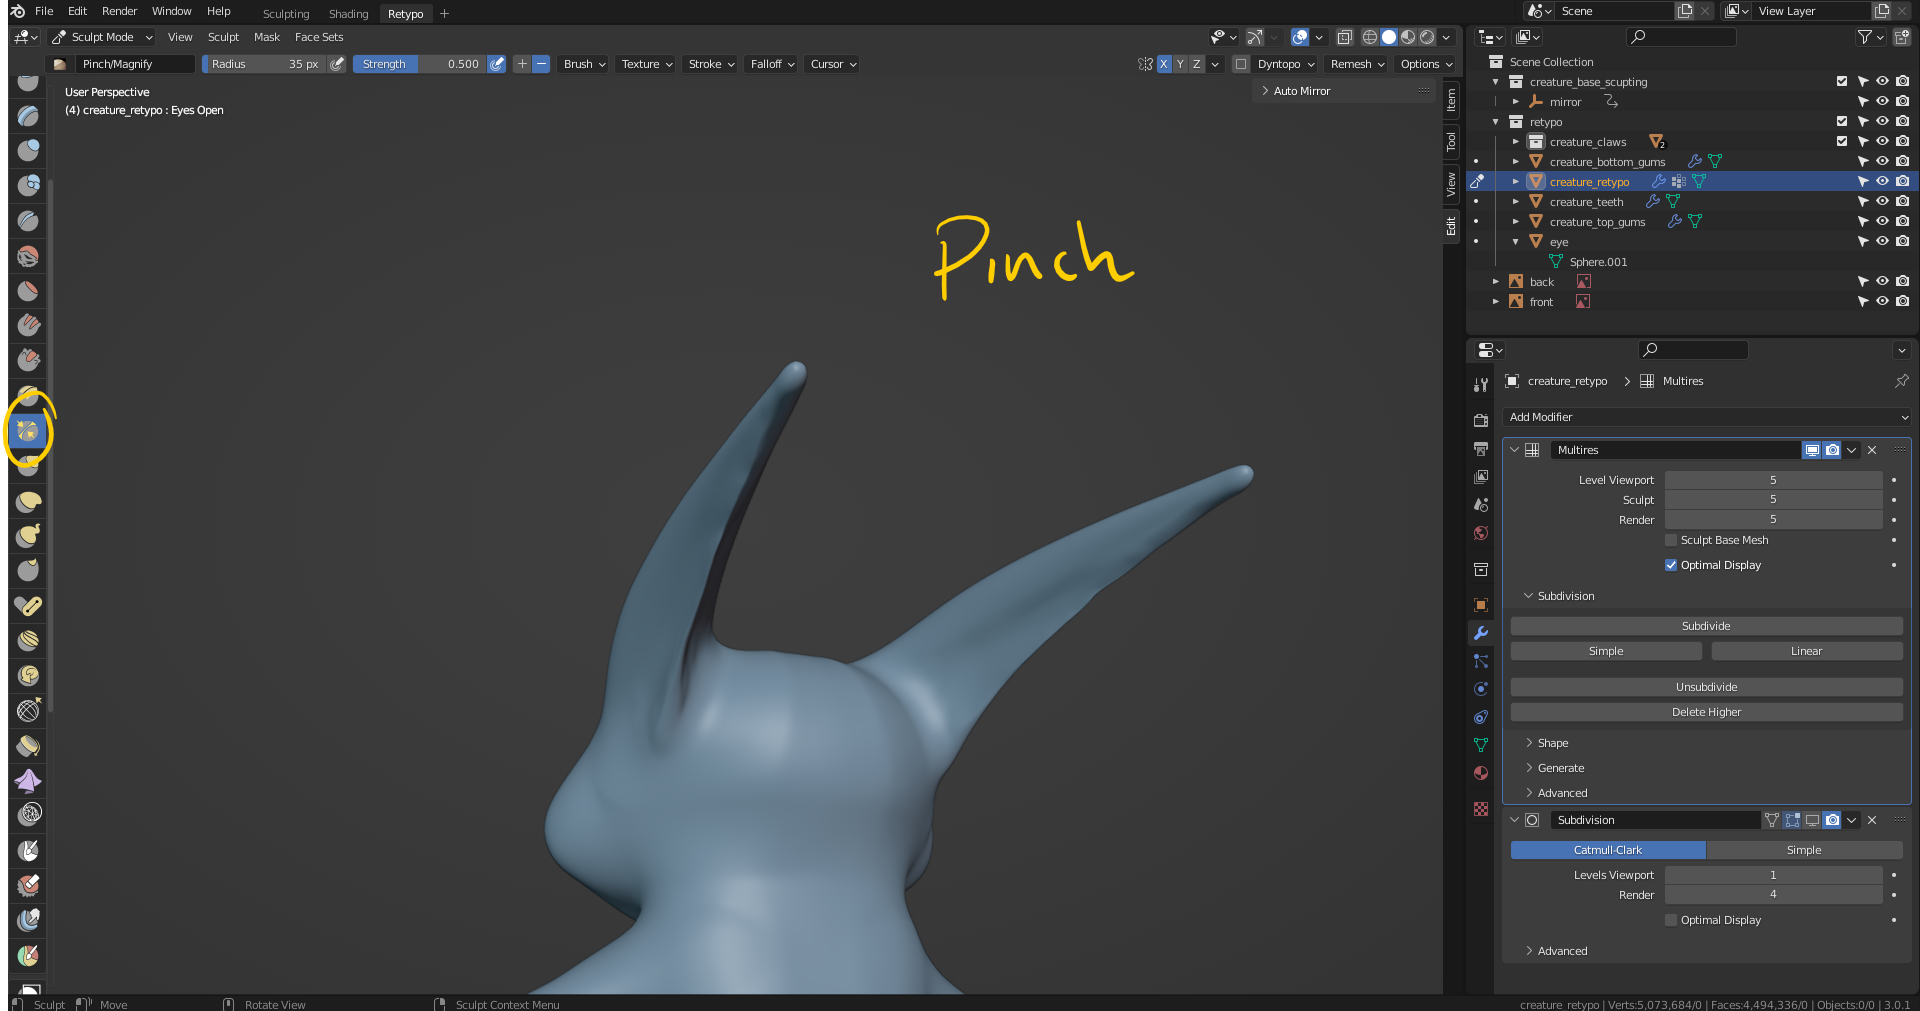 File Edit Render Window Help Sculpting Shading Retypo + Scene View Layer
Sculpt Mode View Sculpt Mask Face Sets
Pinch/Magnify Radius 35 px Strength 0.500 Brush Texture Stroke Falloff Cursor X Y Z Dyntopo Remesh Options
User Perspective
(4) creature_retypo : Eyes Open
Auto Mirror
Item
Tool
View
Edit
Pinch
Scene Collection
creature_base_scupting
mirror
retypo
creature_claws 2
creature_bottom_gums
creature_retypo
creature_teeth
creature_top_gums
eye
Sphere.001
back
front
creature_retypo > Multires
Add Modifier
Multires
Level Viewport 5
Sculpt 5
Render 5
Sculpt Base Mesh
Optimal Display
Subdivision
Subdivide
Simple Linear
Unsubdivide
Delete Higher
Shape
Generate
Advanced
Subdivision
Catmull-Clark Simple
Levels Viewport 1
Render 4
Optimal Display
Advanced
Sculpt Move Rotate View Sculpt Context Menu creature_retypo | Verts:5,073,684/0 | Faces:4,494,336/0 | Objects:0/0 | 3.0.1